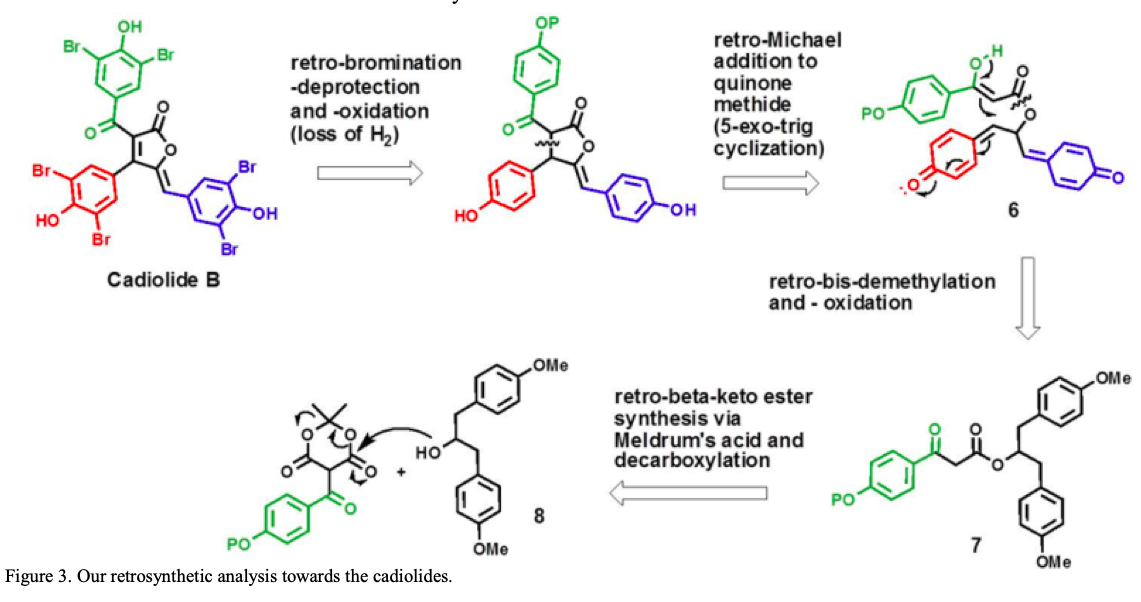 OH
Br
Br
O
O
O
Br
Br
HO
Br
OH
Br
Cadiolide B
retro-bromination
-deprotection
and -oxidation
(loss of H2)
OP
O
O
O
HO
OH
retro-Michael
addition to
quinone
methide
(5-exo-trig
cyclization)
H
O
O
PO
O
:O
O
6
retro-bis-demethylation
and - oxidation
OMe
O
O
O
PO
OMe
7
retro-beta-keto ester
synthesis via
Meldrum's acid and
decarboxylation
OMe
O
O
HO
O
O
+
O
PO
OMe
8
Figure 3. Our retrosynthetic analysis towards the cadiolides.